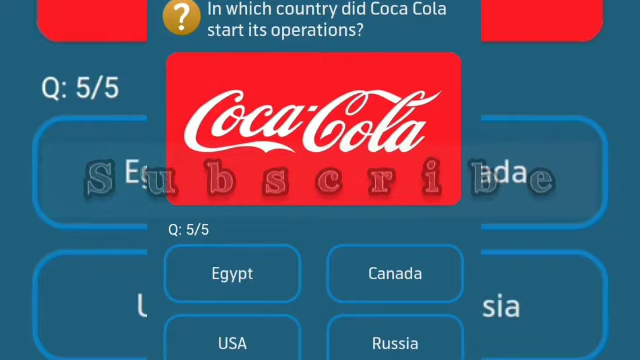 In which country did Coca Cola
start its operations?
Coca-Cola
Q: 5/5
Subscribe
Q: 5/5
Egypt
Canada
USA
Russia